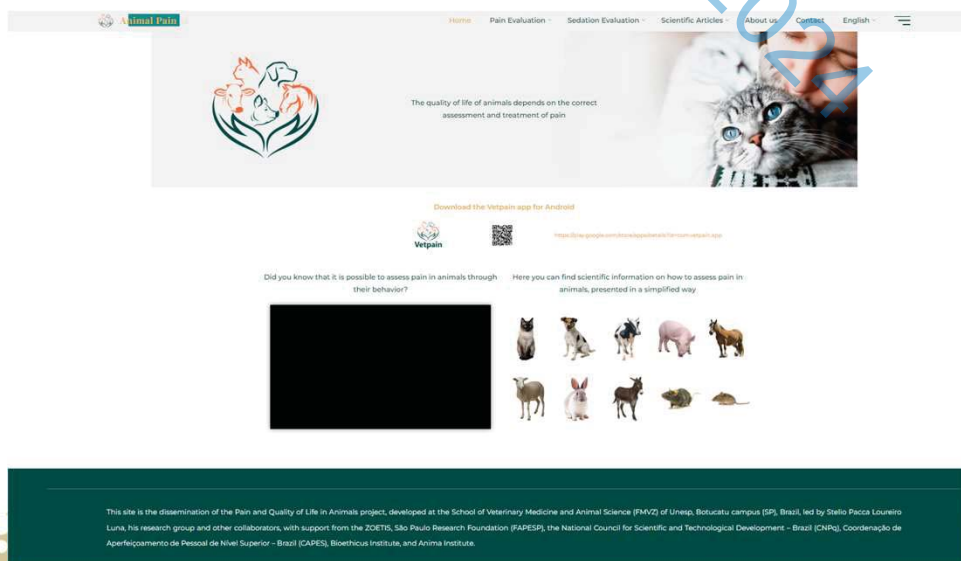 Animal Pain
Home Pain Evaluation Sedation Evaluation Scientific Articles About us Contact English
2024
The quality of life of animals depends on the correct
assessment and treatment of pain
Download the Vetpain app for Android
Vetpain
Did you know that it is possible to assess pain in animals through
their behavior?
Here you can find scientific information on how to assess pain in
animals, presented in a simplified way
This site is the dissemination of the Pain and Quality of Life in Animals project, developed at the School of Veterinary Medicine and Animal Science (FMVZ) of Unesp, Botucatu campus (SP), Brazil, led by Stelio Pacca Loureiro
Luna, his research group and other collaborators, with support from the ZOETIS, São Paulo Research Foundation (FAPESP), the National Council for Scientific and Technological Development – Brazil (CNPq), Coordenação de
Aperfeiçoamento de Pessoal de Nível Superior – Brazil (CAPES), Bioethicus Institute, and Anima Institute.